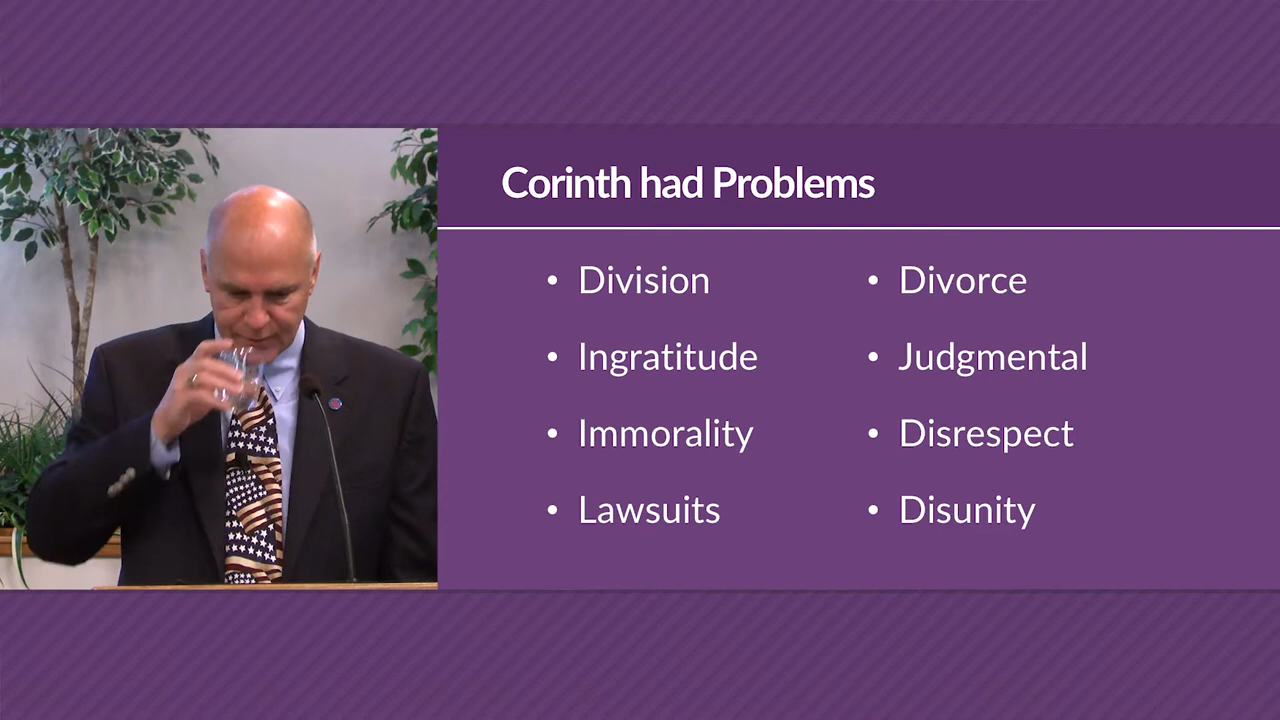 Corinth had Problems
• Division
• Ingratitude
• Immorality
• Lawsuits
• Divorce
• Judgmental
• Disrespect
• Disunity